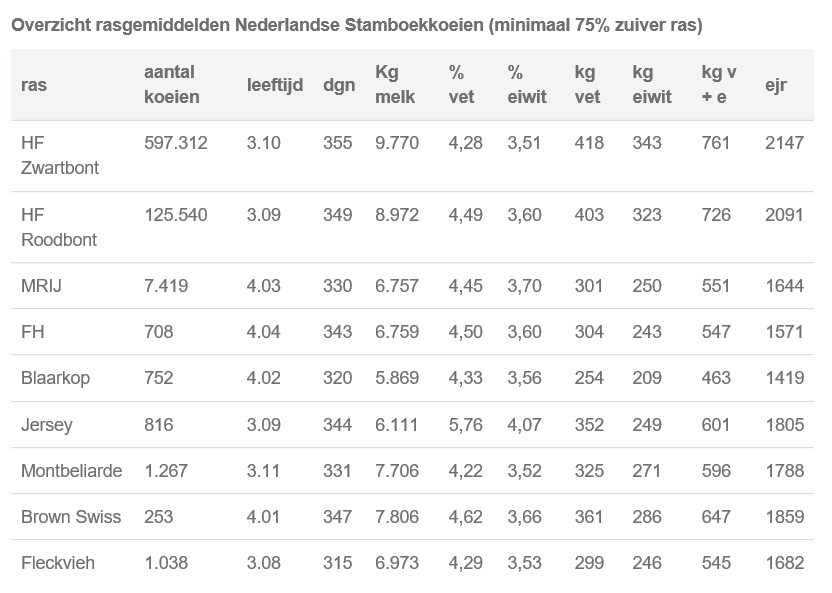 Overzicht rasgemiddelden Nederlandse Stamboekkoeien (minimaal 75% zuiver ras)
ras aantal koeien leeftijd dgn Kg melk % vet % eiwit kg vet kg eiwit kg v + e ejr
HF Zwartbont 597.312 3.10 355 9.770 4,28 3,51 418 343 761 2147
HF Roodbont 125.540 3.09 349 8.972 4,49 3,60 403 323 726 2091
MRIJ 7.419 4.03 330 6.757 4,45 3,70 301 250 551 1644
FH 708 4.04 343 6.759 4,50 3,60 304 243 547 1571
Blaarkop 752 4.02 320 5.869 4,33 3,56 254 209 463 1419
Jersey 816 3.09 344 6.111 5,76 4,07 352 249 601 1805
Montbeliarde 1.267 3.11 331 7.706 4,22 3,52 325 271 596 1788
Brown Swiss 253 4.01 347 7.806 4,62 3,66 361 286 647 1859
Fleckvieh 1.038 3.08 315 6.973 4,29 3,53 299 246 545 1682